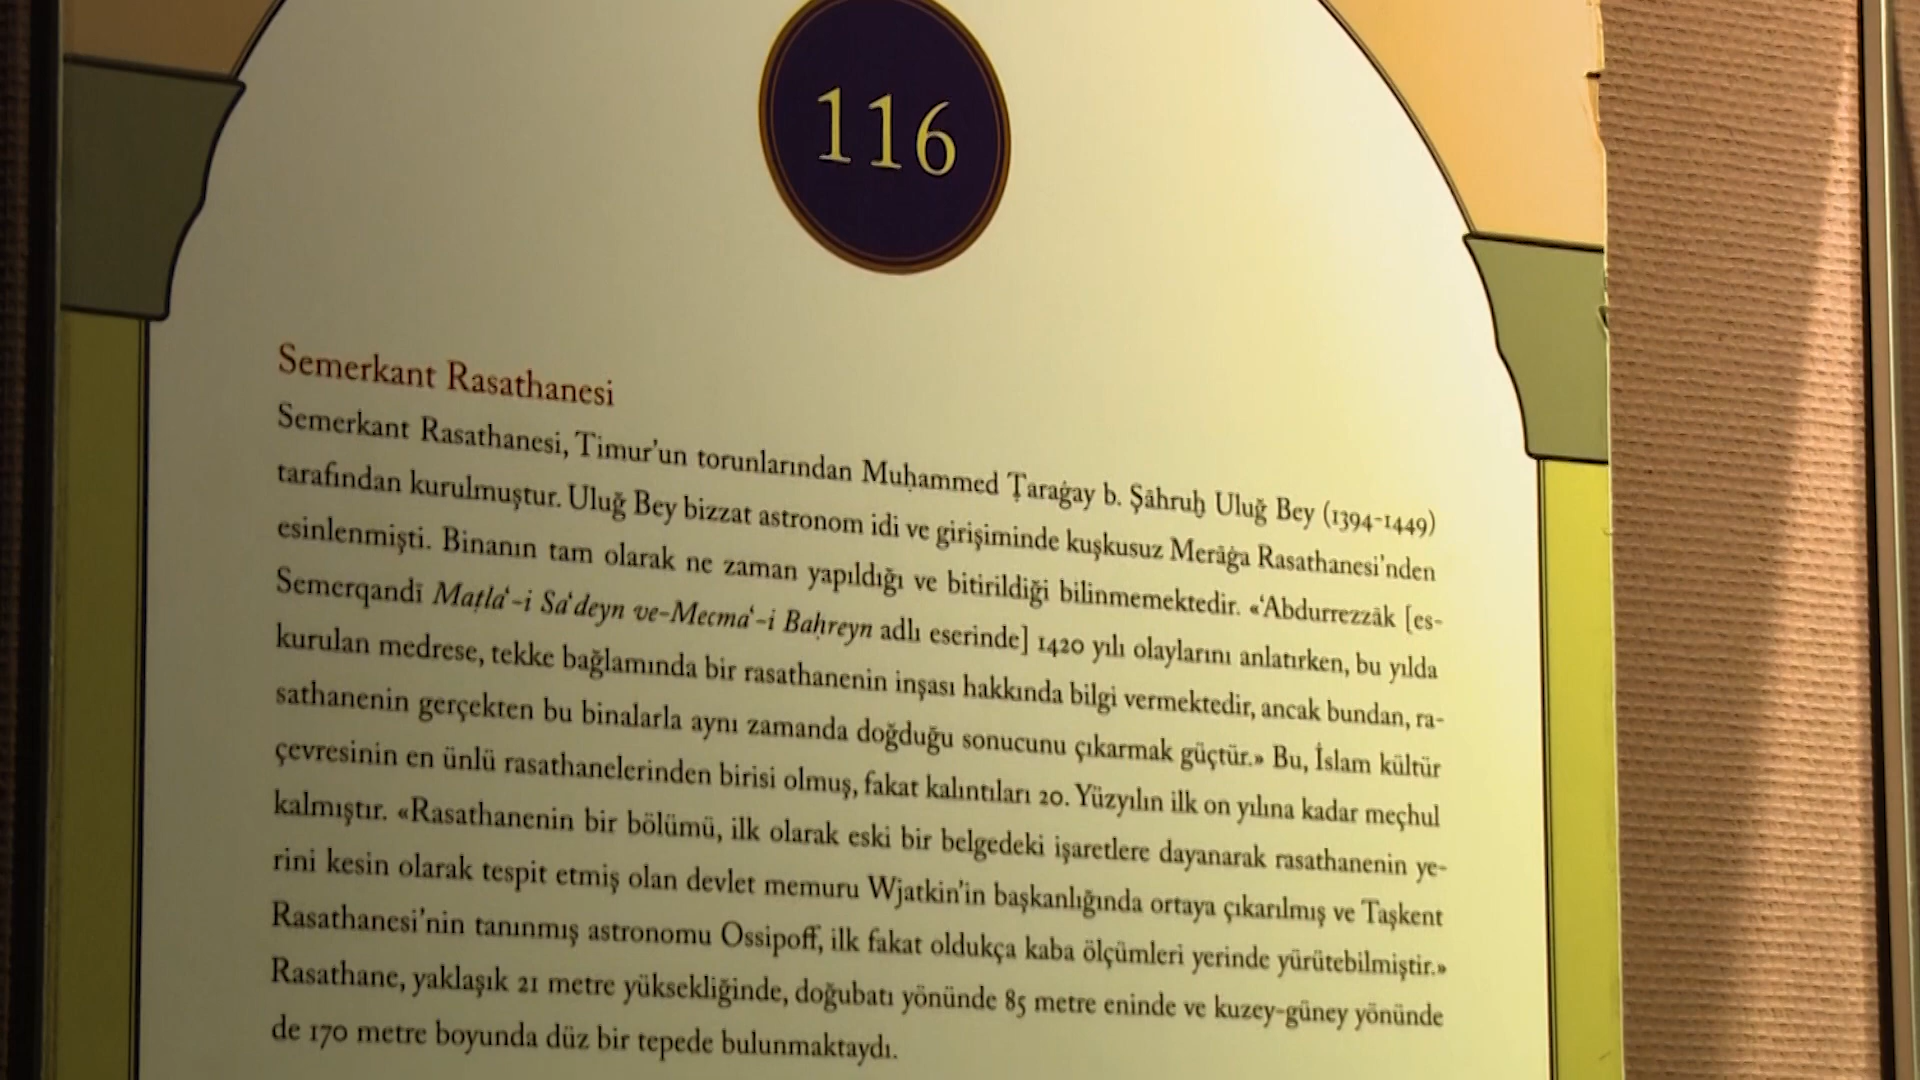 116
Semerkant Rasathanesi
Semerkant Rasathanesi, Timur'un torunlarından Muḥammed Ṭaraġay b. Şāhruḫ Uluğ Bey (1394-1449)
tarafından kurulmuştur. Uluğ Bey bizzat astronom idi ve girişiminde kuşkusuz Merāġa Rasathanesi'nden
esinlenmişti. Binanın tam olarak ne zaman yapıldığı ve bitirildiği bilinmemektedir. «ʿAbdurrezzāk [es-
Semerqandī Maṭlaʿ-i Saʿdeyn ve-Mecmaʿ-i Baḥreyn adlı eserinde] 1420 yılı olaylarını anlatırken, bu yılda
kurulan medrese, tekke bağlamında bir rasathanenin inşası hakkında bilgi vermektedir, ancak bundan, ra-
sathanenin gerçekten bu binalarla aynı zamanda doğduğu sonucunu çıkarmak güçtür.» Bu, İslam kültür
çevresinin en ünlü rasathanelerinden birisi olmuş, fakat kalıntıları 20. Yüzyılın ilk on yılına kadar meçhul
kalmıştır. «Rasathanenin bir bölümü, ilk olarak eski bir belgedeki işaretlere dayanarak rasathanenin ye-
rini kesin olarak tespit etmiş olan devlet memuru Wjatkin'in başkanlığında ortaya çıkarılmış ve Taşkent
Rasathanesi'nin tanınmış astronomu Ossipoff, ilk fakat oldukça kaba ölçümleri yerinde yürütebilmiştir.»
Rasathane, yaklaşık 21 metre yüksekliğinde, doğubatı yönünde 85 metre eninde ve kuzey-güney yönünde
de 170 metre boyunda düz bir tepede bulunmaktaydı.